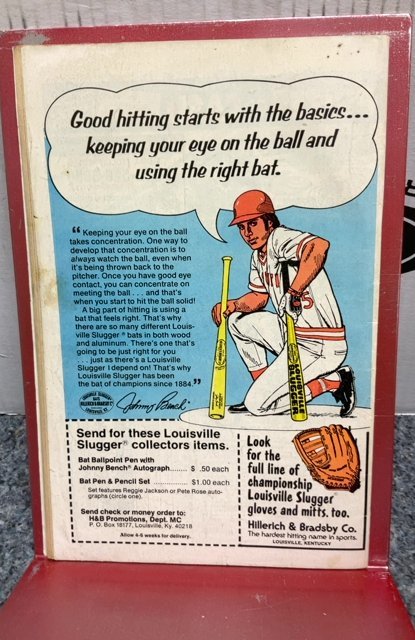 Good hitting starts with the basics...
keeping your eye on the ball and
using the right bat.
“Keeping your eye on the ball
takes concentration. One way to
develop that concentration is to
always watch the ball, even when
it's being thrown back to the
pitcher. Once you have good eye
contact, you can concentrate on
meeting the ball . . . and that's
when you start to hit the ball solid!
A big part of hitting is using a
bat that feels right. That's why
there are so many different Louis-
ville Slugger® bats in both wood
and aluminum. There's one that's
going to be just right for you
. . . just as there's a Louisville
Slugger I depend on! That's why
Louisville Slugger has been
the bat of champions since 1884.”
Johnny Bench
5
LOUISVILLE
SLUGGER
Send for these Louisville
Slugger® collectors items.
Bat Ballpoint Pen with
Johnny Bench® Autograph........ $ .50 each
Bat Pen & Pencil Set ................ $1.00 each
Set features Reggie Jackson or Pete Rose auto-
graphs (circle one).
Send check or money order to:
H&B Promotions, Dept. MC
P. O. Box 18177, Louisville, Ky. 40218
Allow 4-6 weeks for delivery.
Look
for the
full line of
championship
Louisville Slugger
gloves and mitts, too.
Hillerich & Bradsby Co.
The hardest hitting name in sports.
LOUISVILLE, KENTUCKY